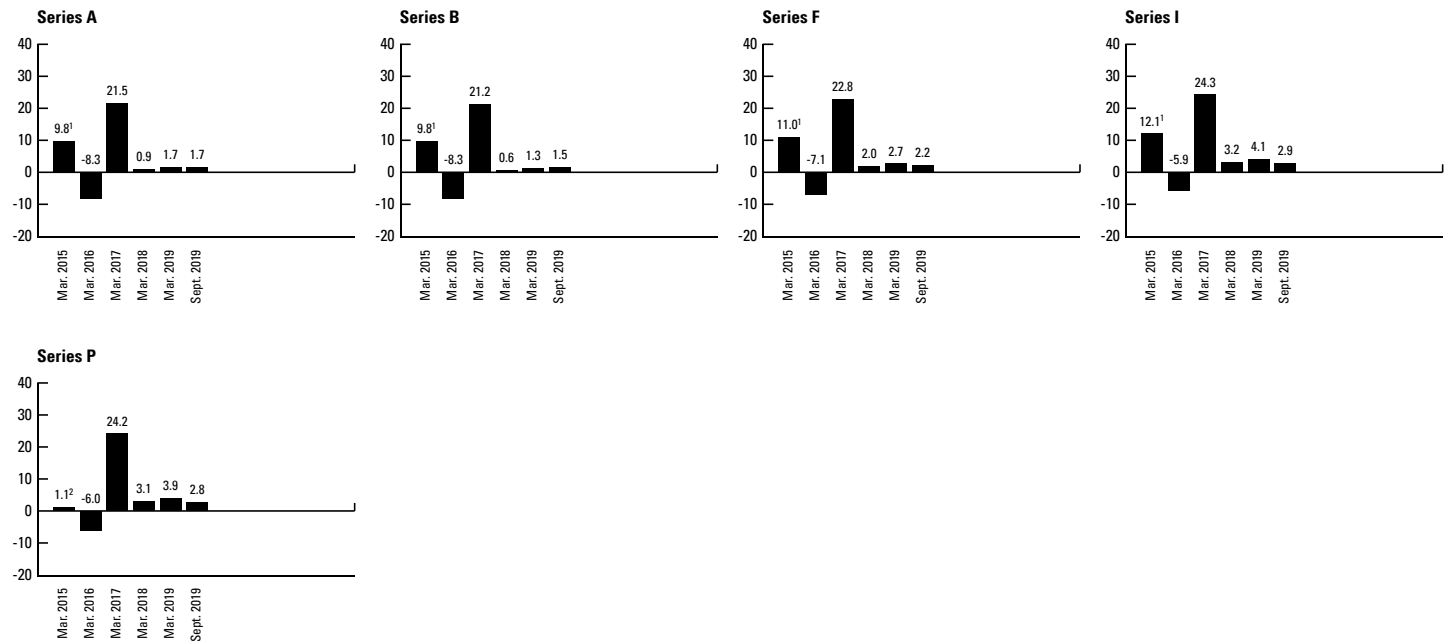 Series A
40
30
20
10
0
-10
-20
9.8¹
-8.3
21.5
0.9
1.7
1.7
Mar. 2015
Mar. 2016
Mar. 2017
Mar. 2018
Mar. 2019
Sept. 2019
Series B
40
30
20
10
0
-10
-20
9.8¹
-8.3
21.2
0.6
1.3
1.5
Mar. 2015
Mar. 2016
Mar. 2017
Mar. 2018
Mar. 2019
Sept. 2019
Series F
40
30
20
10
0
-10
-20
11.0¹
-7.1
22.8
2.0
2.7
2.2
Mar. 2015
Mar. 2016
Mar. 2017
Mar. 2018
Mar. 2019
Sept. 2019
Series I
40
30
20
10
0
-10
-20
12.1¹
-5.9
24.3
3.2
4.1
2.9
Mar. 2015
Mar. 2016
Mar. 2017
Mar. 2018
Mar. 2019
Sept. 2019
Series P
40
30
20
10
0
-10
-20
1.1²
-6.0
24.2
3.1
3.9
2.8
Mar. 2015
Mar. 2016
Mar. 2017
Mar. 2018
Mar. 2019
Sept. 2019